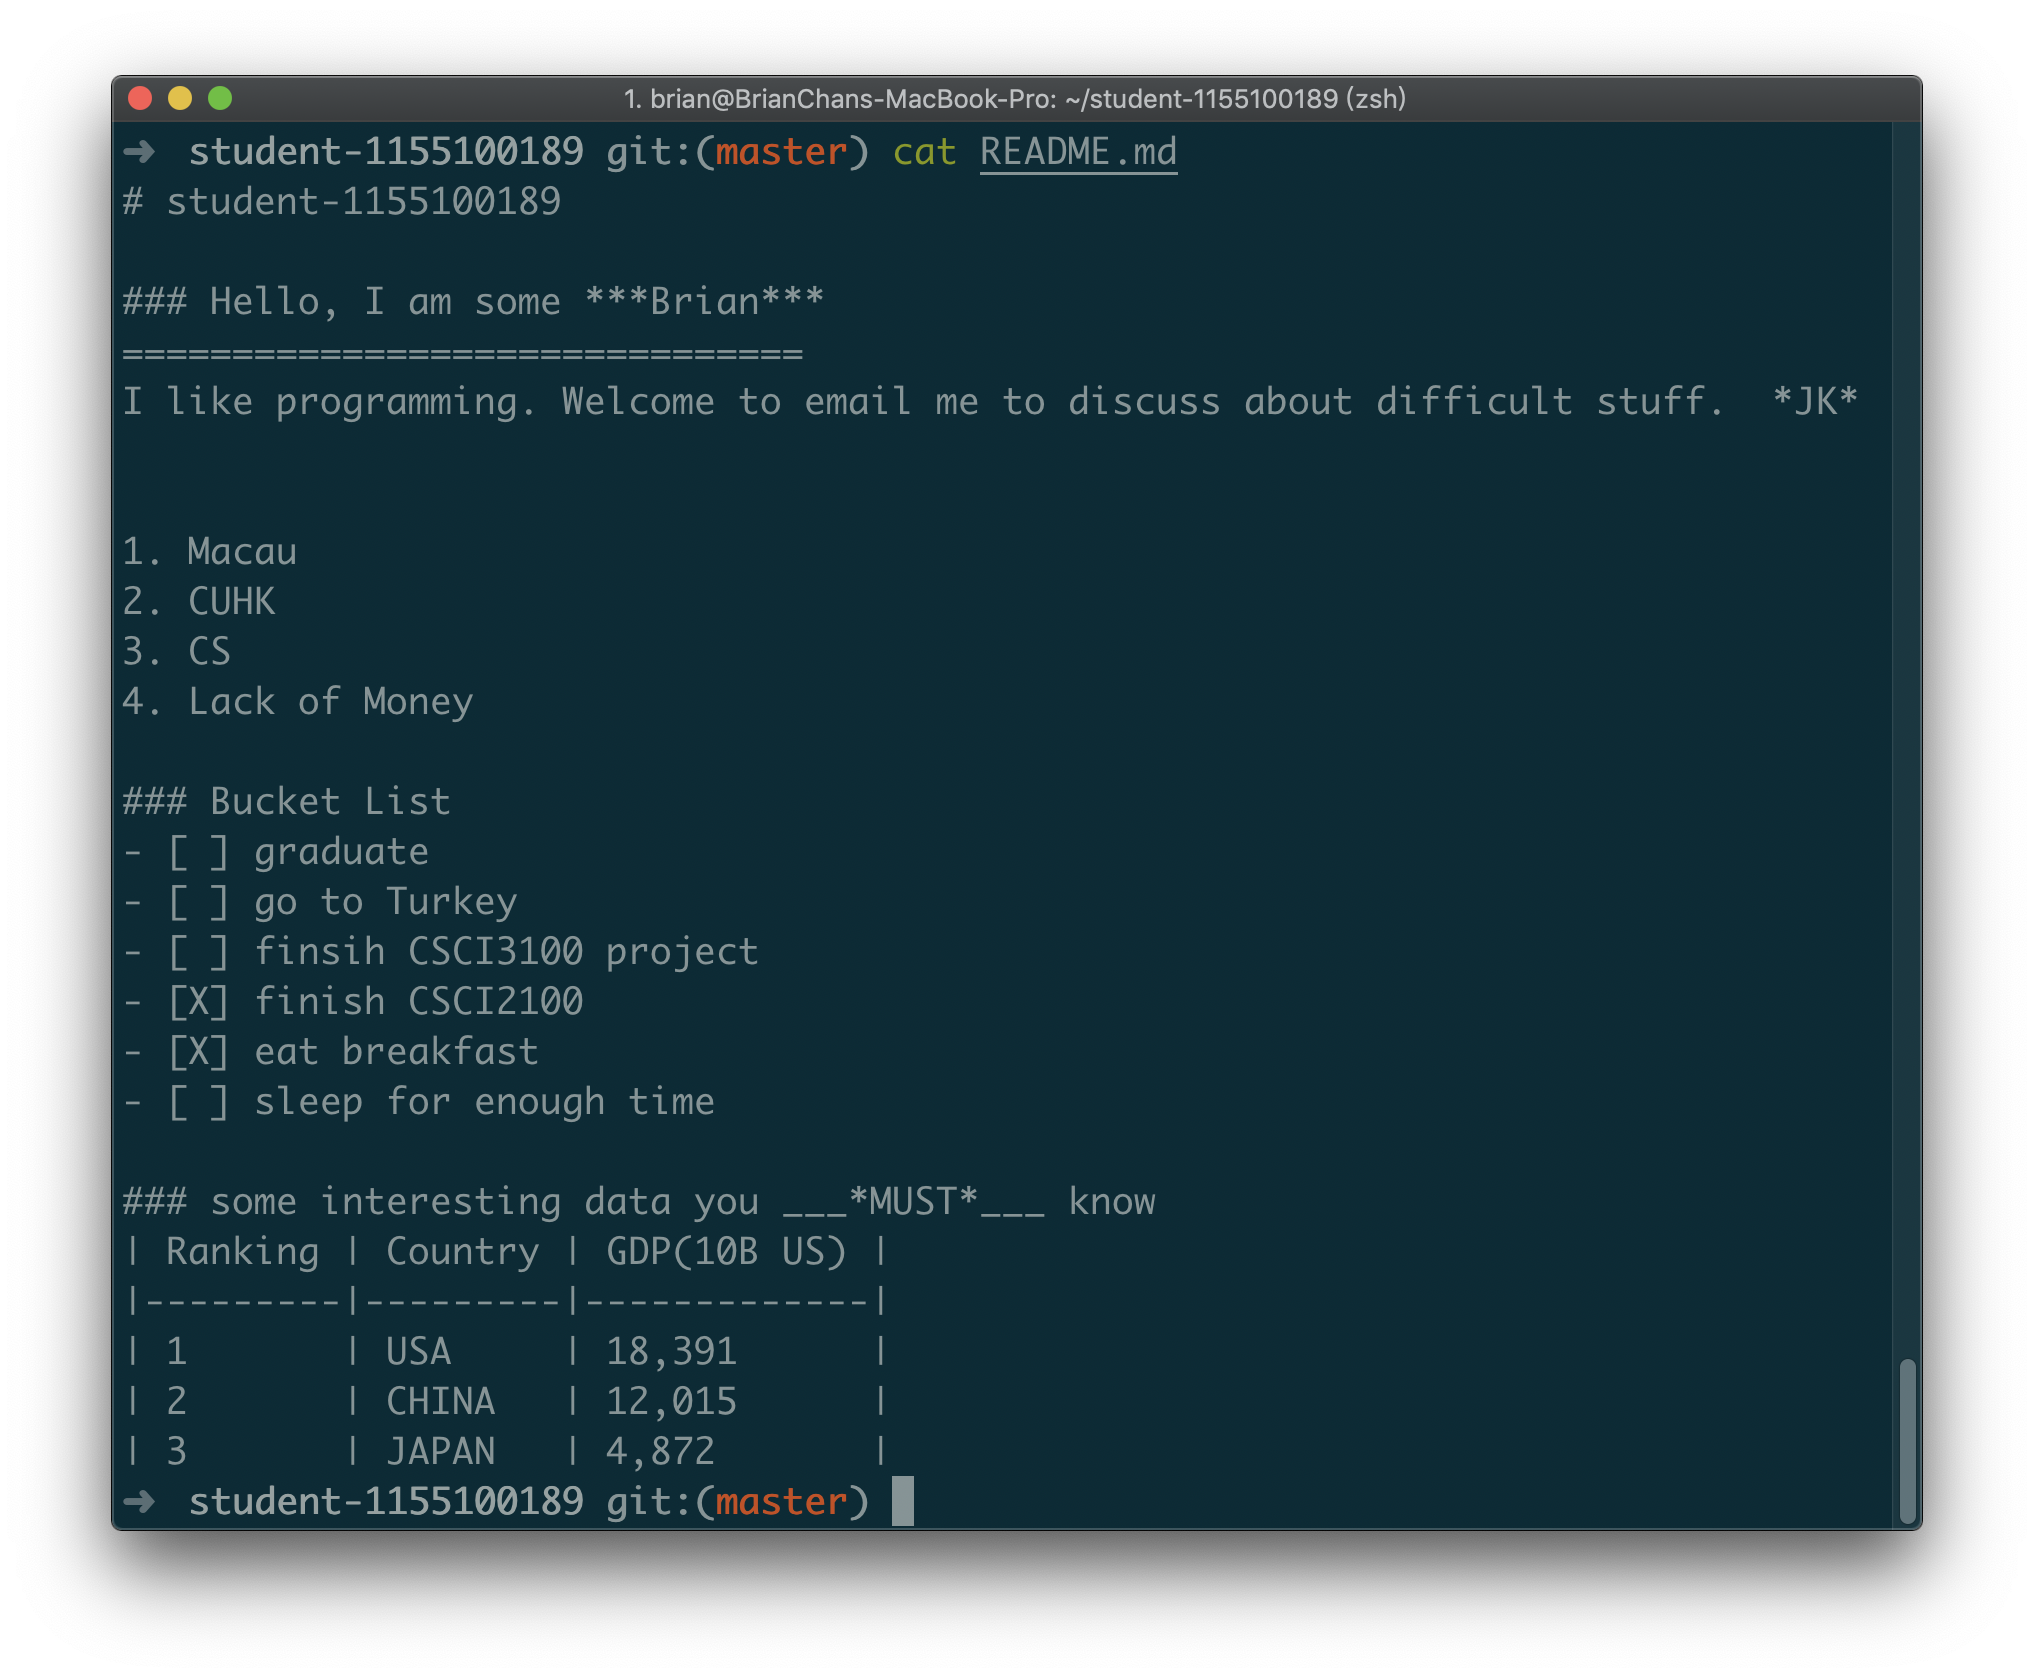 1. brian@BrianChans-MacBook-Pro: ~/student-1155100189 (zsh)
➜  student-1155100189 git:(master) cat README.md
# student-1155100189
### Hello, I am some ***Brian***
===============================
I like programming. Welcome to email me to discuss about difficult stuff.  *JK*
1. Macau
2. CUHK
3. CS
4. Lack of Money
### Bucket List
- [ ] graduate
- [ ] go to Turkey
- [ ] finsih CSCI3100 project
- [X] finish CSCI2100
- [X] eat breakfast
- [ ] sleep for enough time
### some interesting data you ___*MUST*___ know
| Ranking | Country | GDP(10B US) |
|---------|---------|-------------|
| 1       | USA     | 18,391      |
| 2       | CHINA   | 12,015      |
| 3       | JAPAN   | 4,872       |
➜  student-1155100189 git:(master)